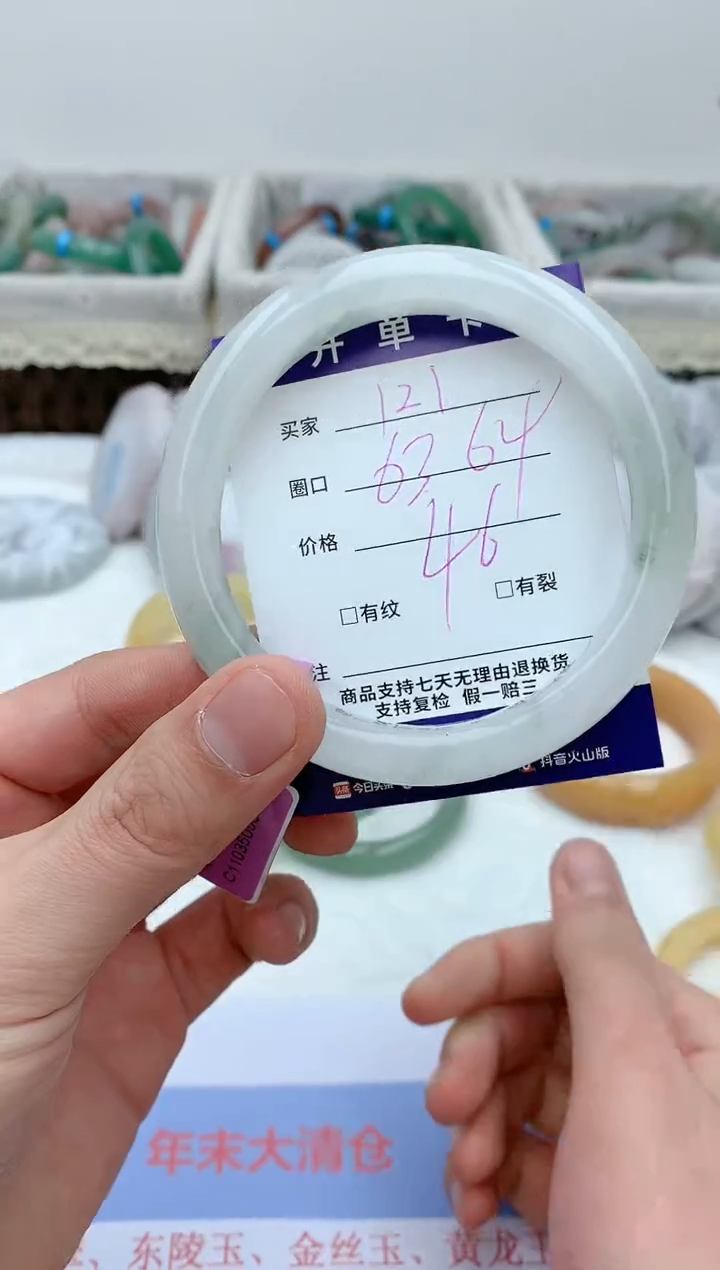 开单卡
买家 121
圈口 63 64
价格 46
□有纹 □有裂
注
商品支持七天无理由退换货
支持复检 假一赔三
今日头条 抖音火山版
年末大清仓
、东陵玉、金丝玉、黄龙玉